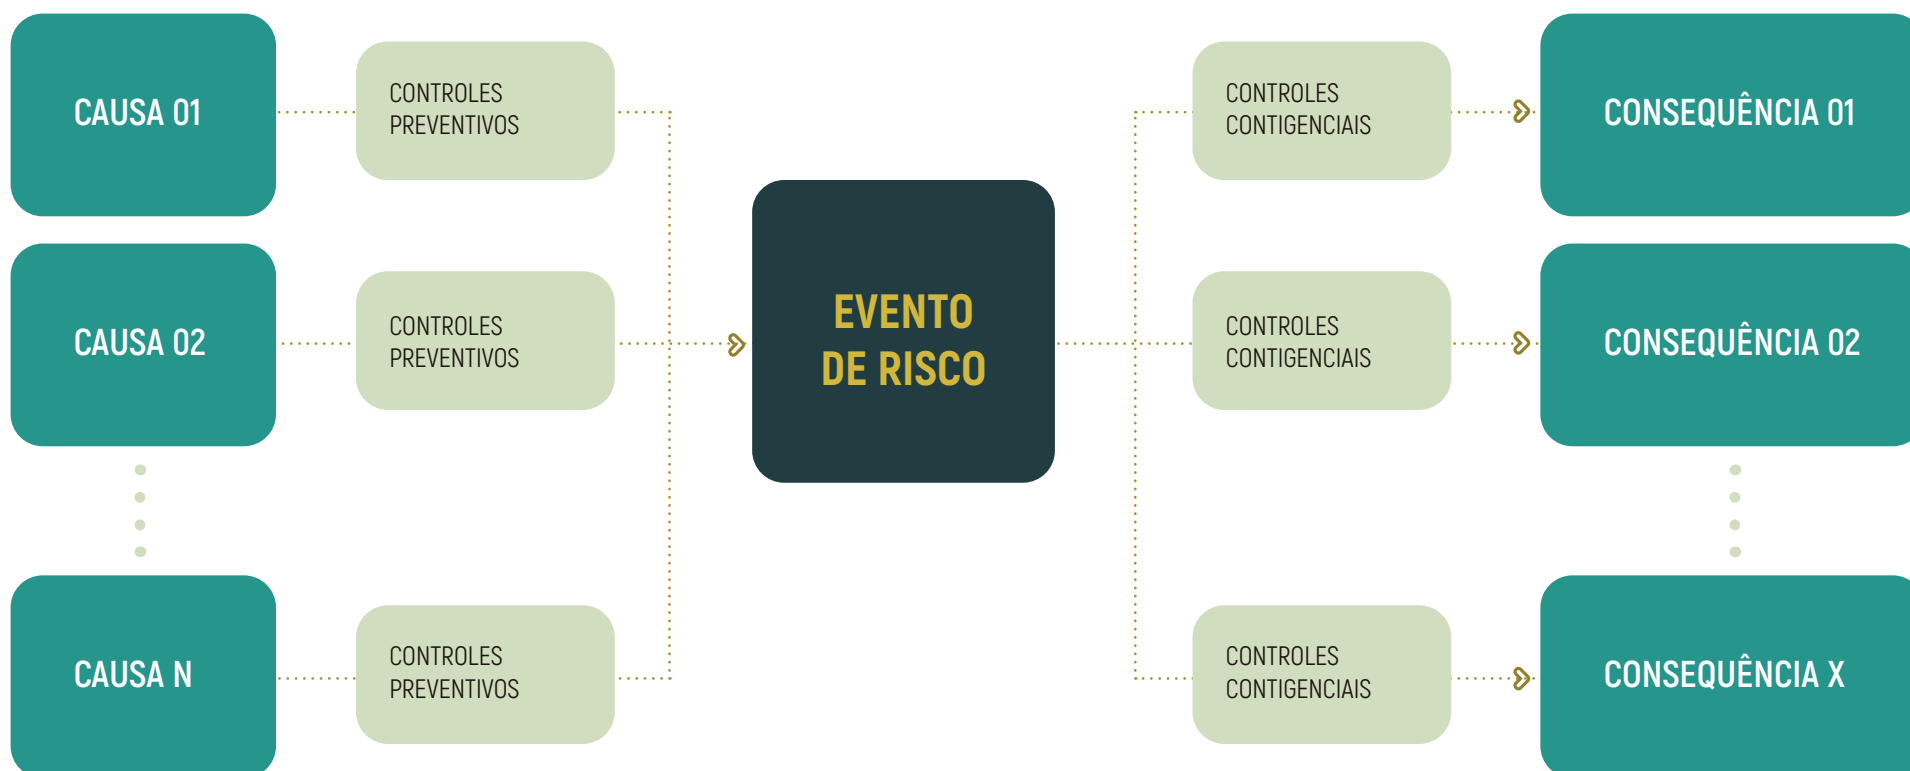 CAUSA 01
CONTROLES
PREVENTIVOS
CONTROLES
CONTIGENCIAIS
CONSEQUÊNCIA 01
CAUSA 02
CONTROLES
PREVENTIVOS
EVENTO
DE RISCO
CONTROLES
CONTIGENCIAIS
CONSEQUÊNCIA 02
CAUSA N
CONTROLES
PREVENTIVOS
CONTROLES
CONTIGENCIAIS
CONSEQUÊNCIA X